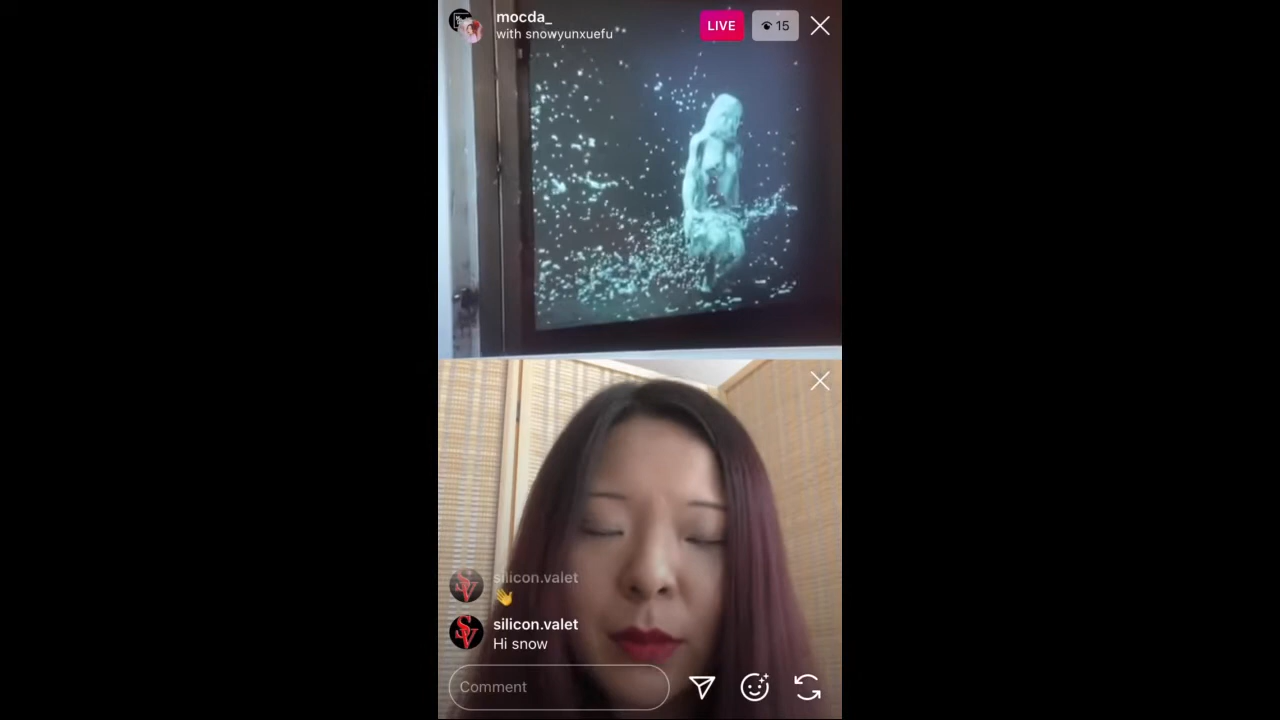 mocda_
with snowyunxuefu
LIVE
15
silicon.valet
👋
silicon.valet
Hi snow
Comment